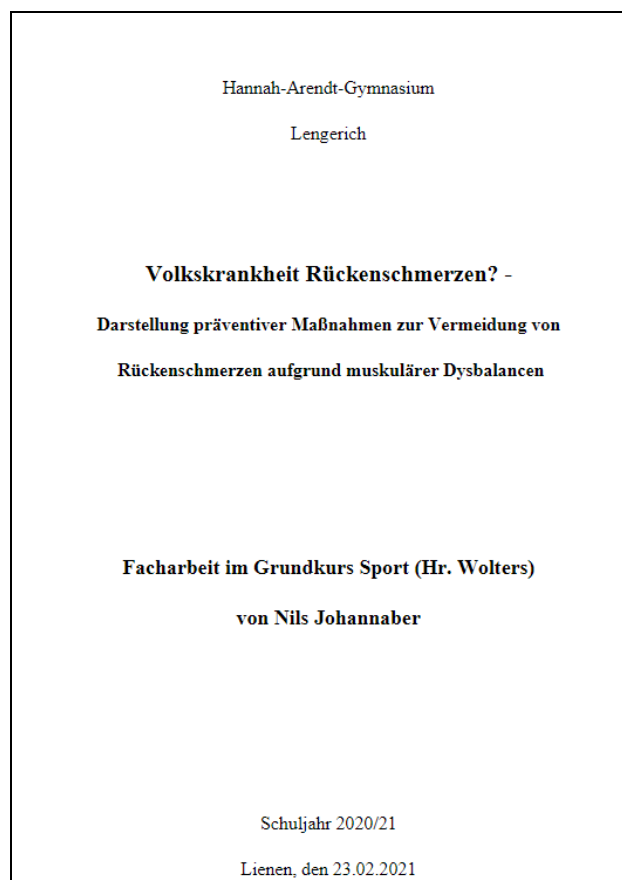 Hannah-Arendt-Gymnasium
Lengerich
Volkskrankheit Rückenschmerzen? -
Darstellung präventiver Maßnahmen zur Vermeidung von
Rückenschmerzen aufgrund muskulärer Dysbalancen
Facharbeit im Grundkurs Sport (Hr. Wolters)
von Nils Johannaber
Schuljahr 2020/21
Lienen, den 23.02.2021